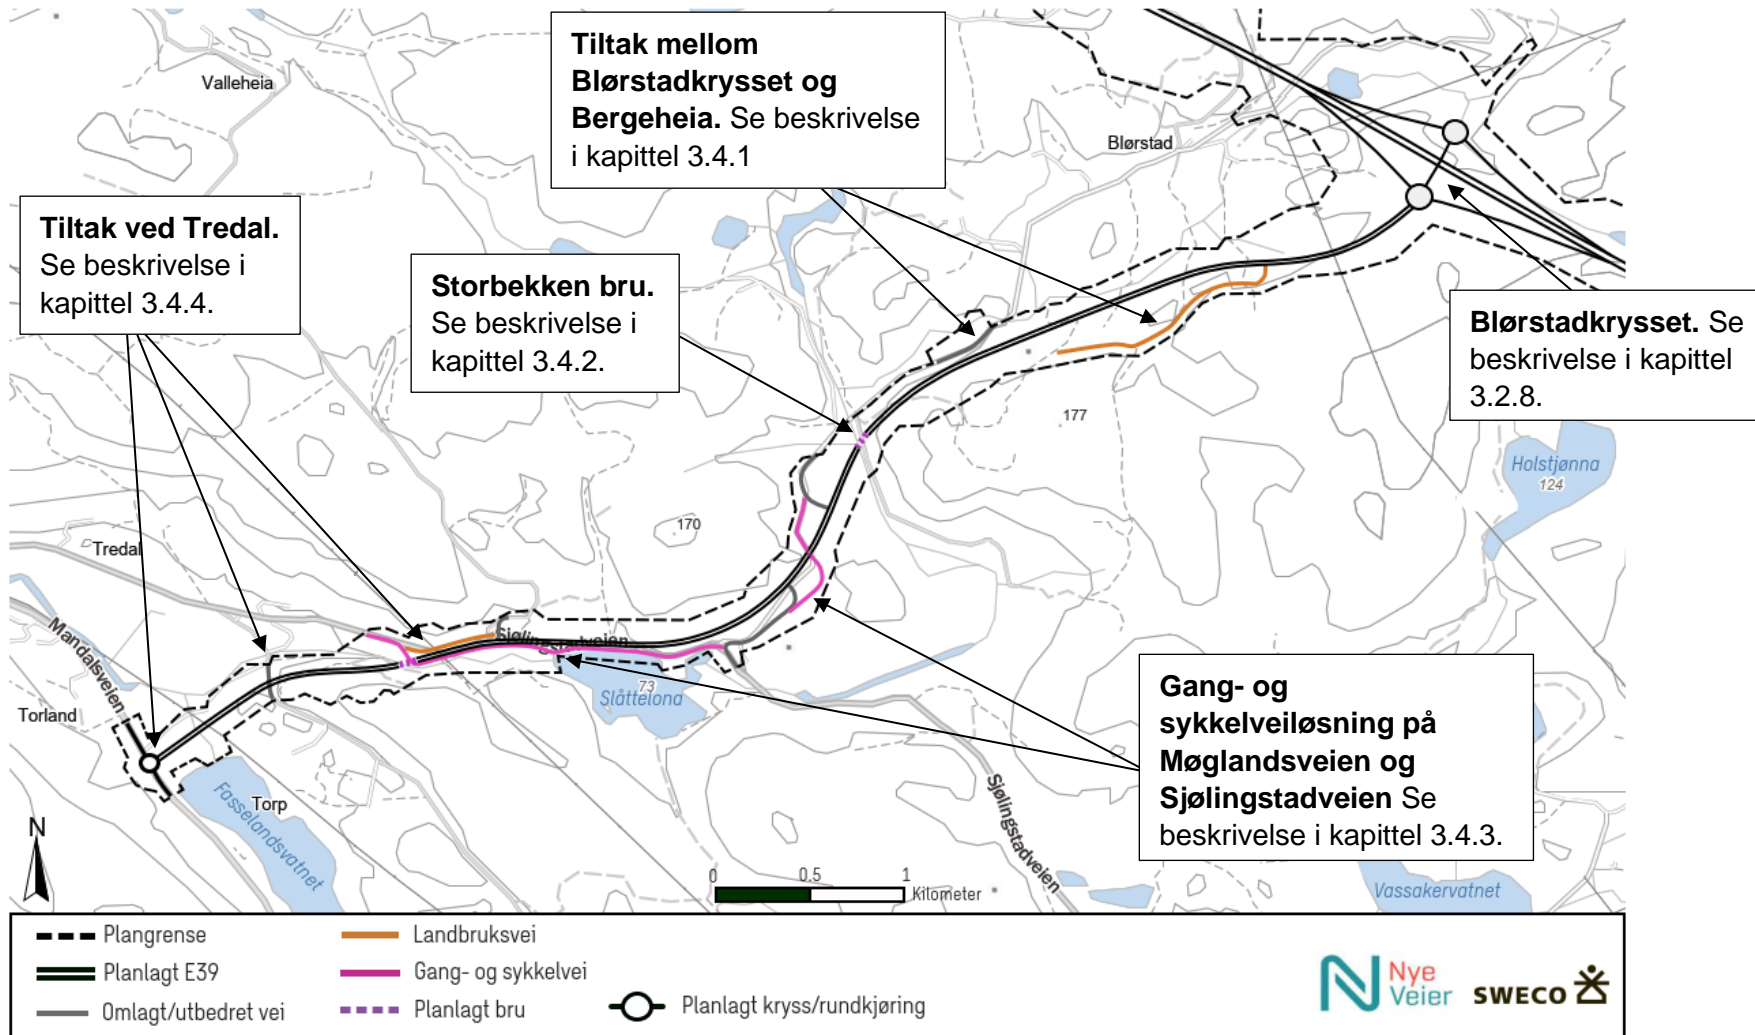 Tiltak mellom
Blørstadkrysset og
Bergeheia. Se beskrivelse
i kapittel 3.4.1
Valleheia
Blørstad
Tiltak ved Tredal.
Se beskrivelse i
kapittel 3.4.4.
Storbekken bru.
Se beskrivelse i
kapittel 3.4.2.
Blørstadkrysset. Se
beskrivelse i kapittel
3.2.8.
177
Holstjønna
124
170
Tredal
Mandalsveien
Sjølingstadveien
Slåttelona
73
Torland
Torp
Fasselandsvatnet
Sjølingstadveien
Gang- og
sykkelveiløsning på
Møglandsveien og
Sjølingstadveien Se
beskrivelse i kapittel 3.4.3.
Vassakervatnet
N
0 0.5 1
Kilometer
Plangrense
Planlagt E39
Omlagt/utbedret vei
Landbruksvei
Gang- og sykkelvei
Planlagt bru
Planlagt kryss/rundkjøring
Nye
Veier
SWECO